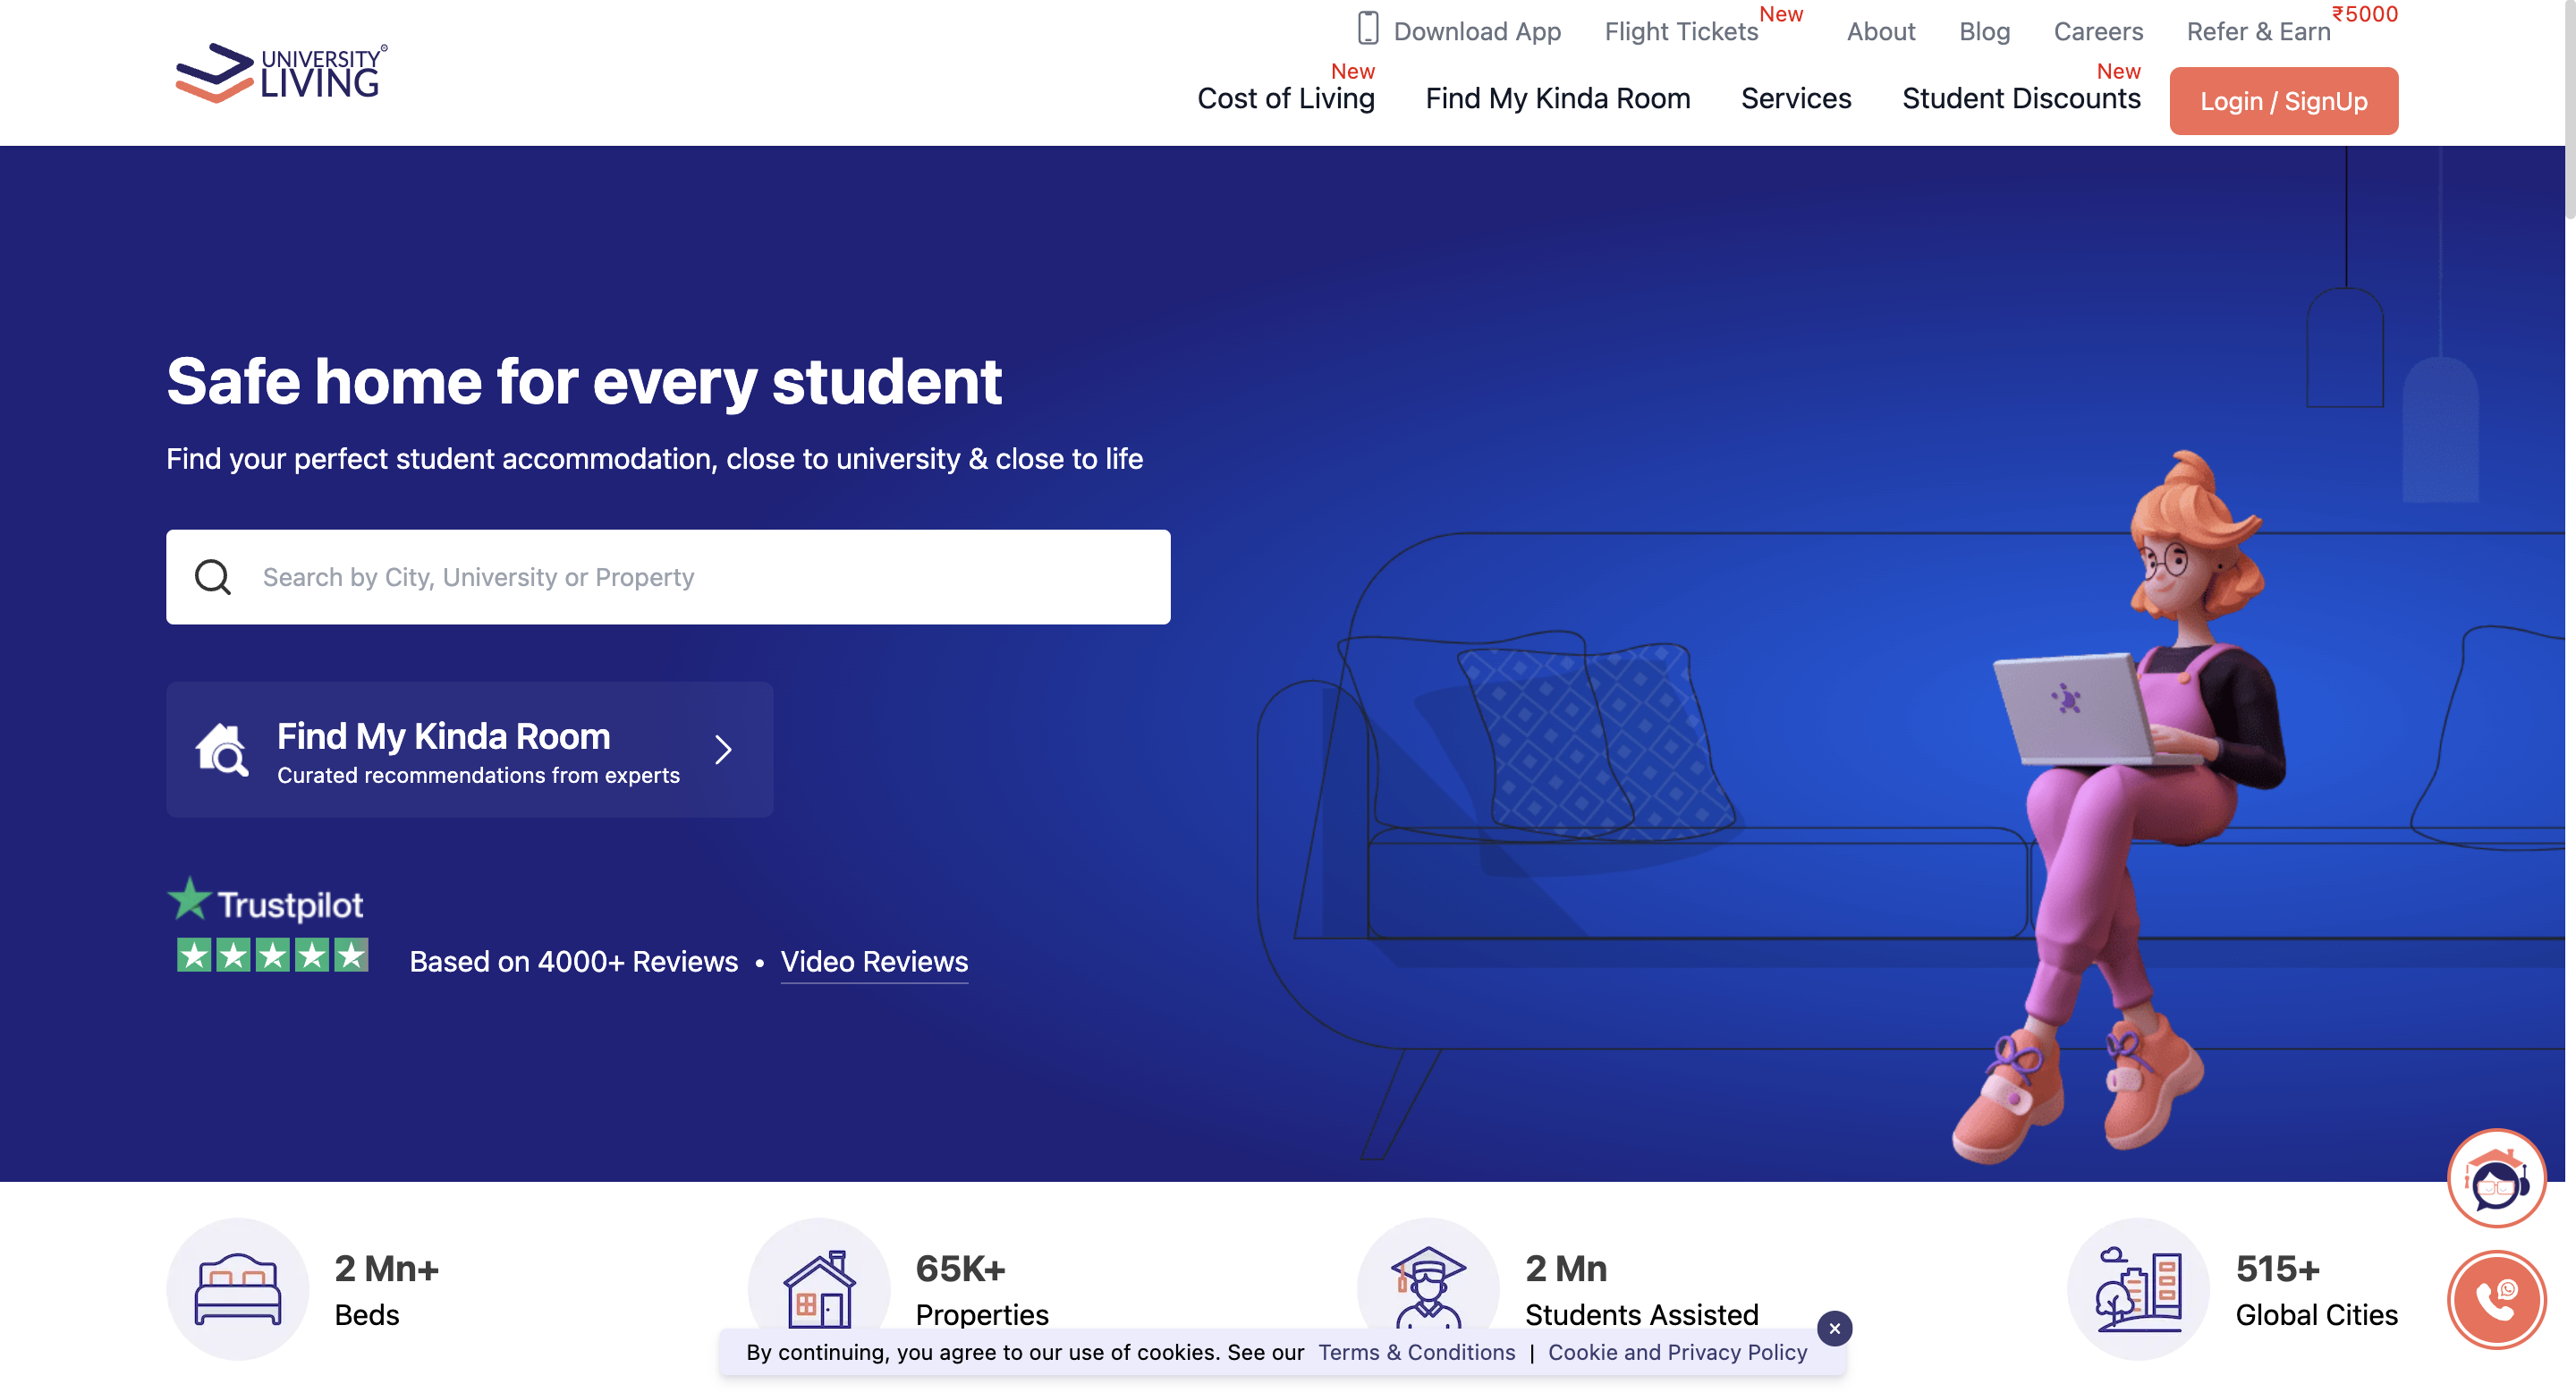 Download App
Flight Tickets New
About
Blog
Careers
Refer & Earn ₹5000
UNIVERSITY®
LIVING
Cost of Living New
Find My Kinda Room
Services
Student Discounts New
Login / SignUp
Safe home for every student
Find your perfect student accommodation, close to university & close to life
Search by City, University or Property
Find My Kinda Room
Curated recommendations from experts
Trustpilot
Based on 4000+ Reviews • Video Reviews
2 Mn+
Beds
65K+
Properties
2 Mn
Students Assisted
515+
Global Cities
By continuing, you agree to our use of cookies. See our Terms & Conditions | Cookie and Privacy Policy